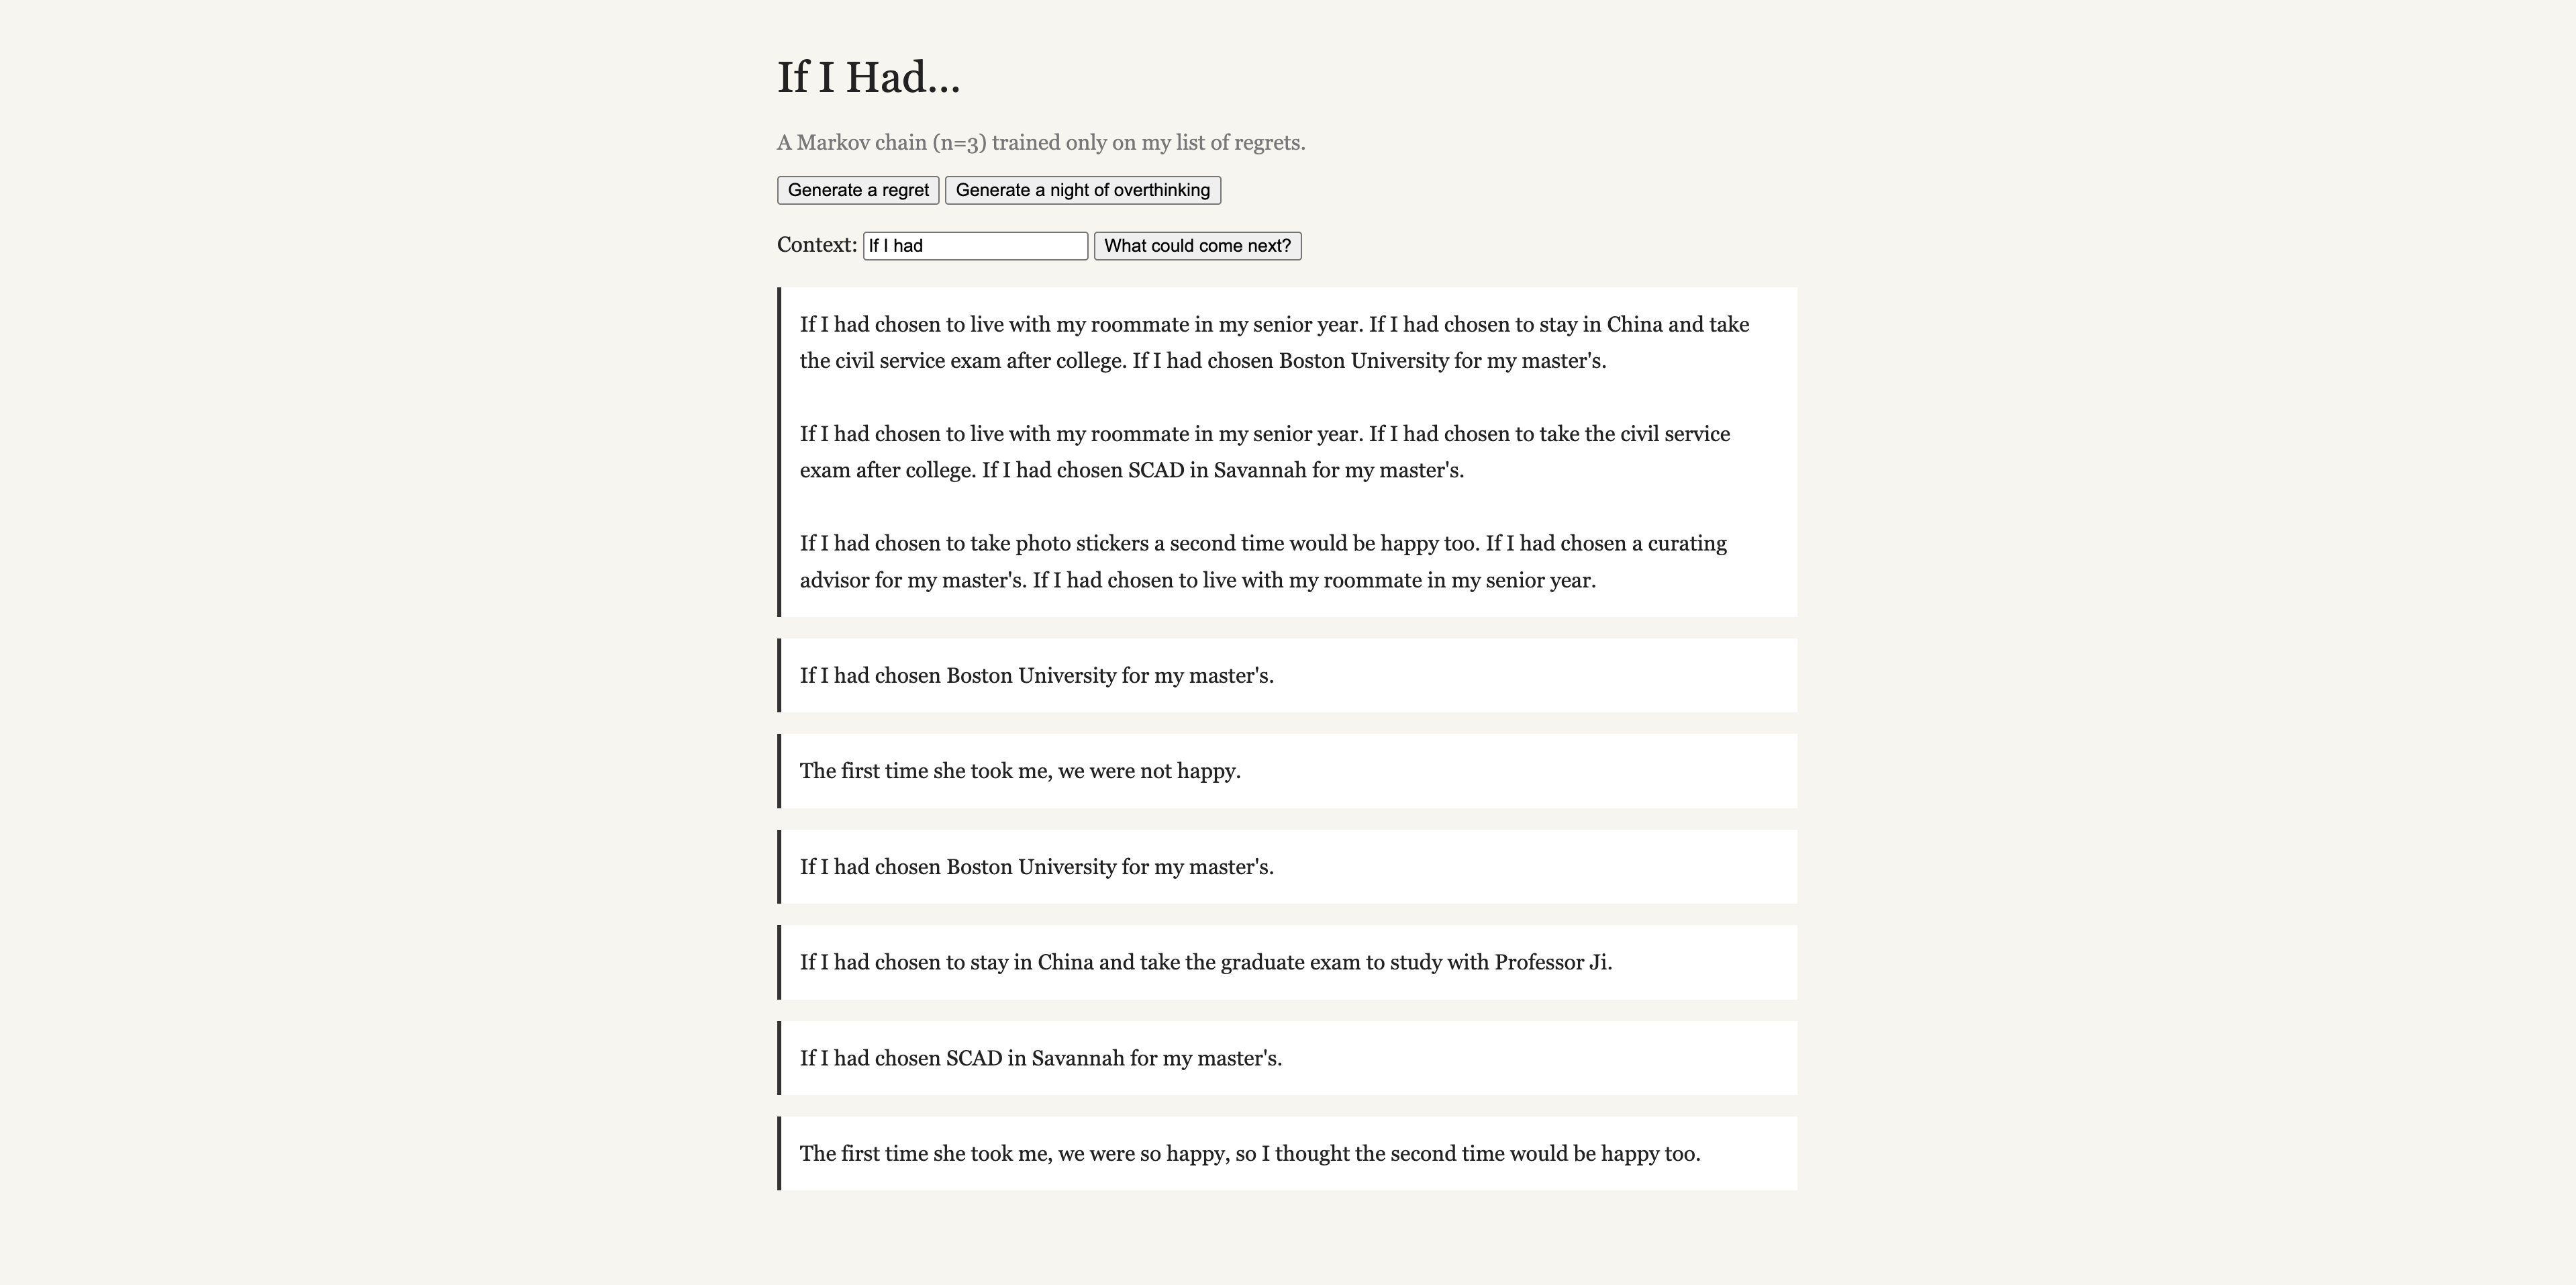 If I Had...
A Markov chain (n=3) trained only on my list of regrets.
Generate a regret Generate a night of overthinking
Context: If I had What could come next?
If I had chosen to live with my roommate in my senior year. If I had chosen to stay in China and take
the civil service exam after college. If I had chosen Boston University for my master's.
If I had chosen to live with my roommate in my senior year. If I had chosen to take the civil service
exam after college. If I had chosen SCAD in Savannah for my master's.
If I had chosen to take photo stickers a second time would be happy too. If I had chosen a curating
advisor for my master's. If I had chosen to live with my roommate in my senior year.
If I had chosen Boston University for my master's.
The first time she took me, we were not happy.
If I had chosen Boston University for my master's.
If I had chosen to stay in China and take the graduate exam to study with Professor Ji.
If I had chosen SCAD in Savannah for my master's.
The first time she took me, we were so happy, so I thought the second time would be happy too.